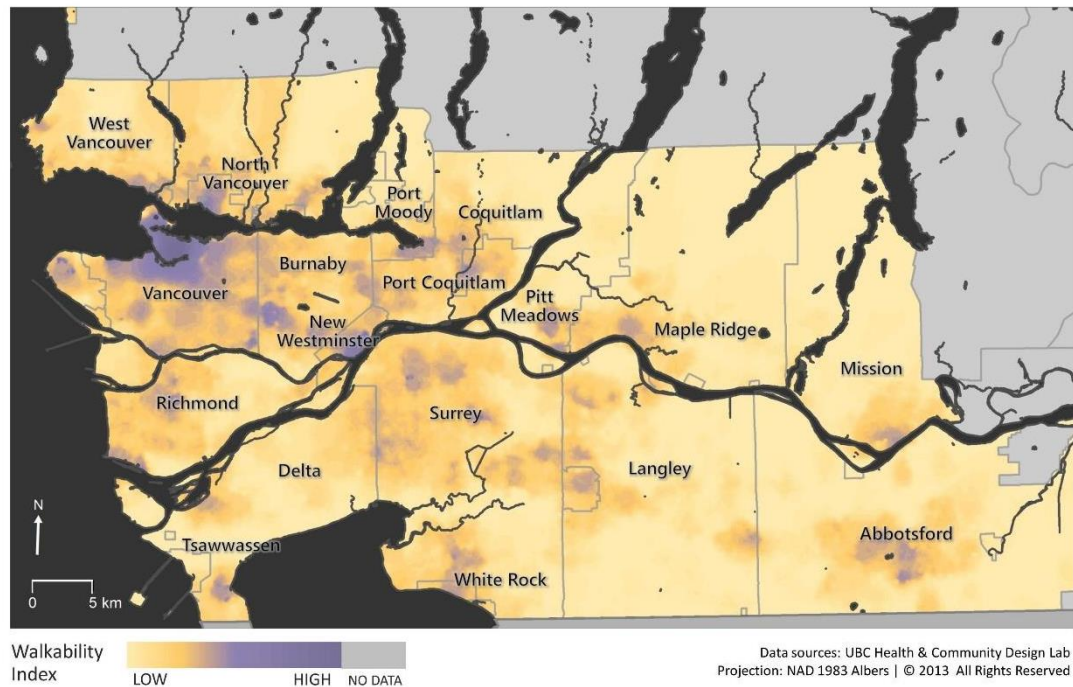 West
Vancouver
North
Vancouver
Port
Moody
Coquitlam
Burnaby
Port Coquitlam
Vancouver
New
Westminster
Pitt
Meadows
Maple Ridge
Mission
Richmond
Surrey
Delta
Langley
Abbotsford
Tsawwassen
White Rock
N
0 5 km
Walkability
Index
LOW HIGH NO DATA
Data sources: UBC Health & Community Design Lab
Projection: NAD 1983 Albers | © 2013 All Rights Reserved